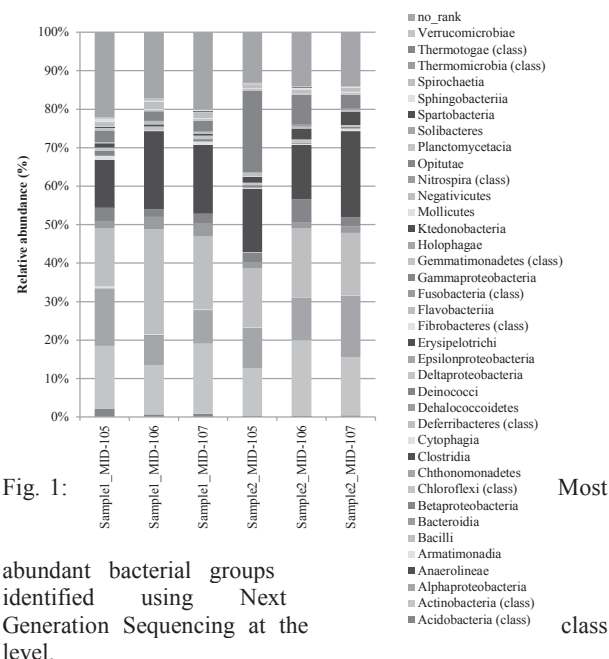 100%
90%
80%
70%
60%
50%
40%
30%
20%
10%
0%
Relative abundance (%)
Sample1_MID-105
Sample1_MID-106
Sample1_MID-107
Sample2_MID-105
Sample2_MID-106
Sample2_MID-107
no_rank
Verrucomicrobiae
Thermotogae (class)
Thermomicrobia (class)
Spirochaetia
Sphingobacteriia
Spartobacteria
Solibacteres
Planctomycetacia
Opitutae
Nitrospira (class)
Negativicutes
Mollicutes
Ktedonobacteria
Holophagae
Gemmatimonadetes (class)
Gammaproteobacteria
Fusobacteria (class)
Flavobacteriia
Fibrobacteres (class)
Erysipelotrichi
Epsilonproteobacteria
Deltaproteobacteria
Deinococci
Dehalococcoidetes
Deferribacteres (class)
Cytophagia
Clostridia
Chthonomonadetes
Chloroflexi (class)
Betaproteobacteria
Bacteroidia
Bacilli
Armatimonadia
Anaerolineae
Alphaproteobacteria
Actinobacteria (class)
Acidobacteria (class)
Fig. 1: Most
abundant bacterial groups
identified using Next
Generation Sequencing at the class
level.